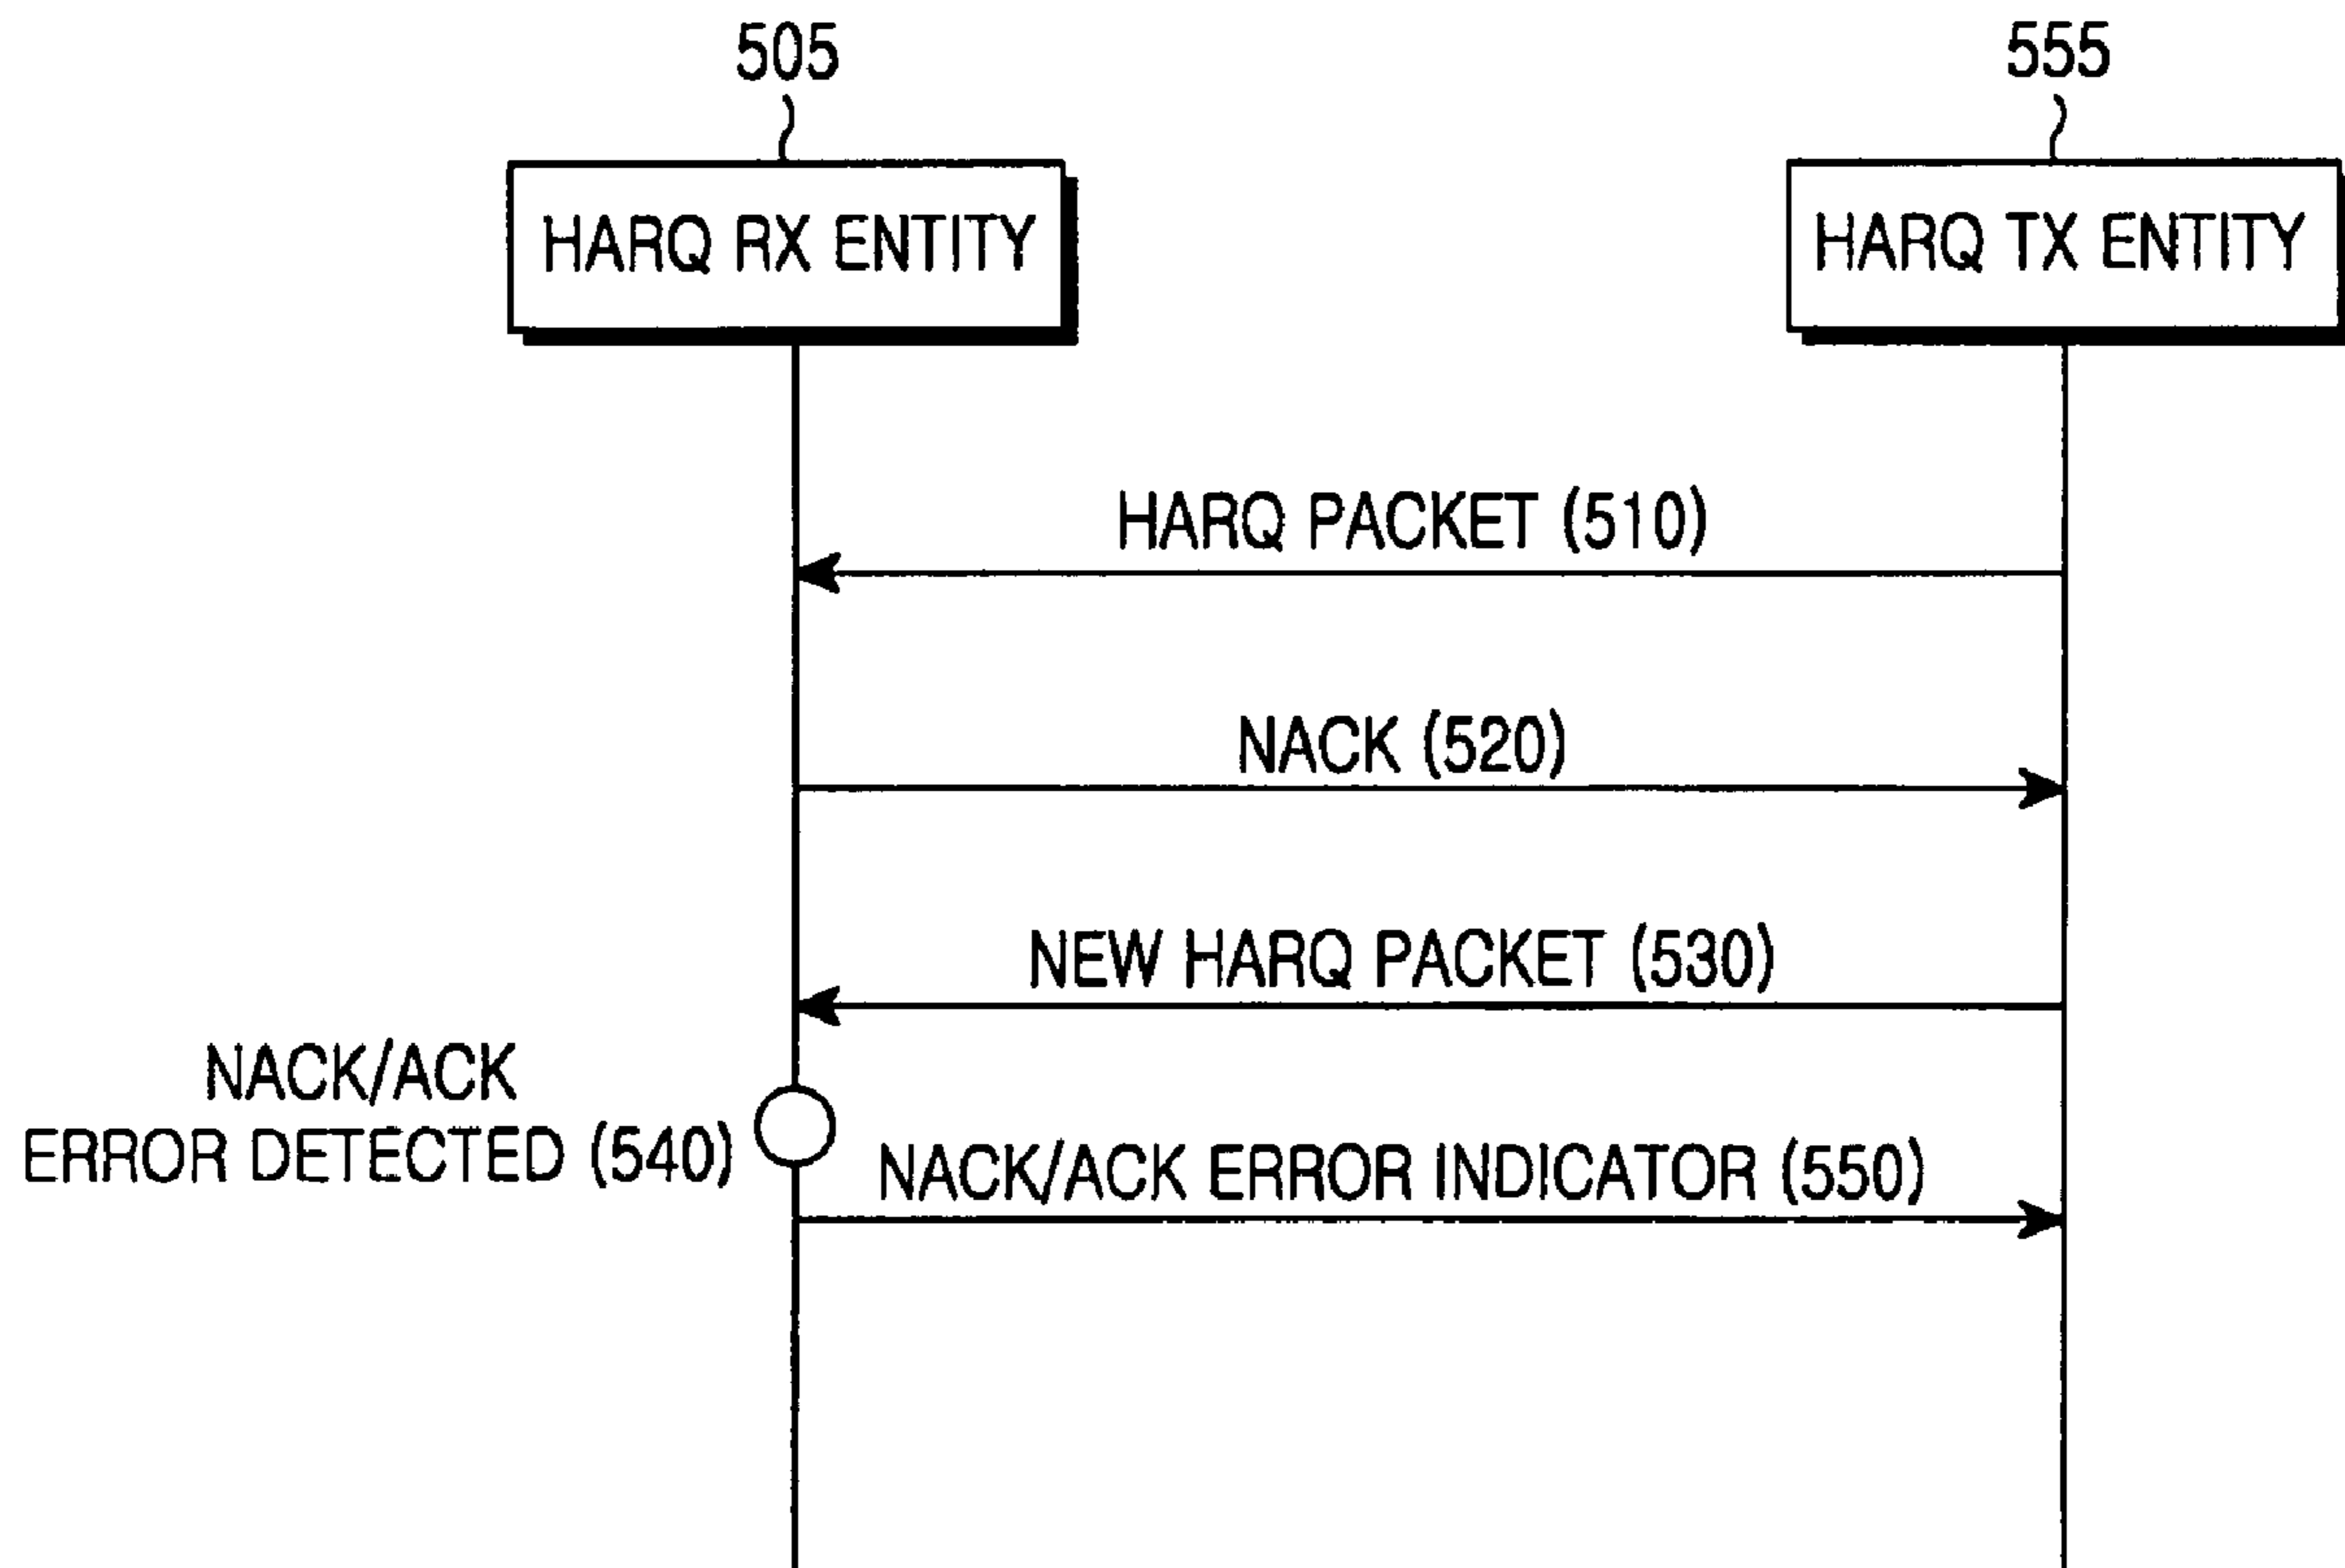 505
555
HARQ RX ENTITY
HARQ TX ENTITY
HARQ PACKET (510)
NACK (520)
NEW HARQ PACKET (530)
NACK/ACK
ERROR DETECTED (540)
NACK/ACK ERROR INDICATOR (550)